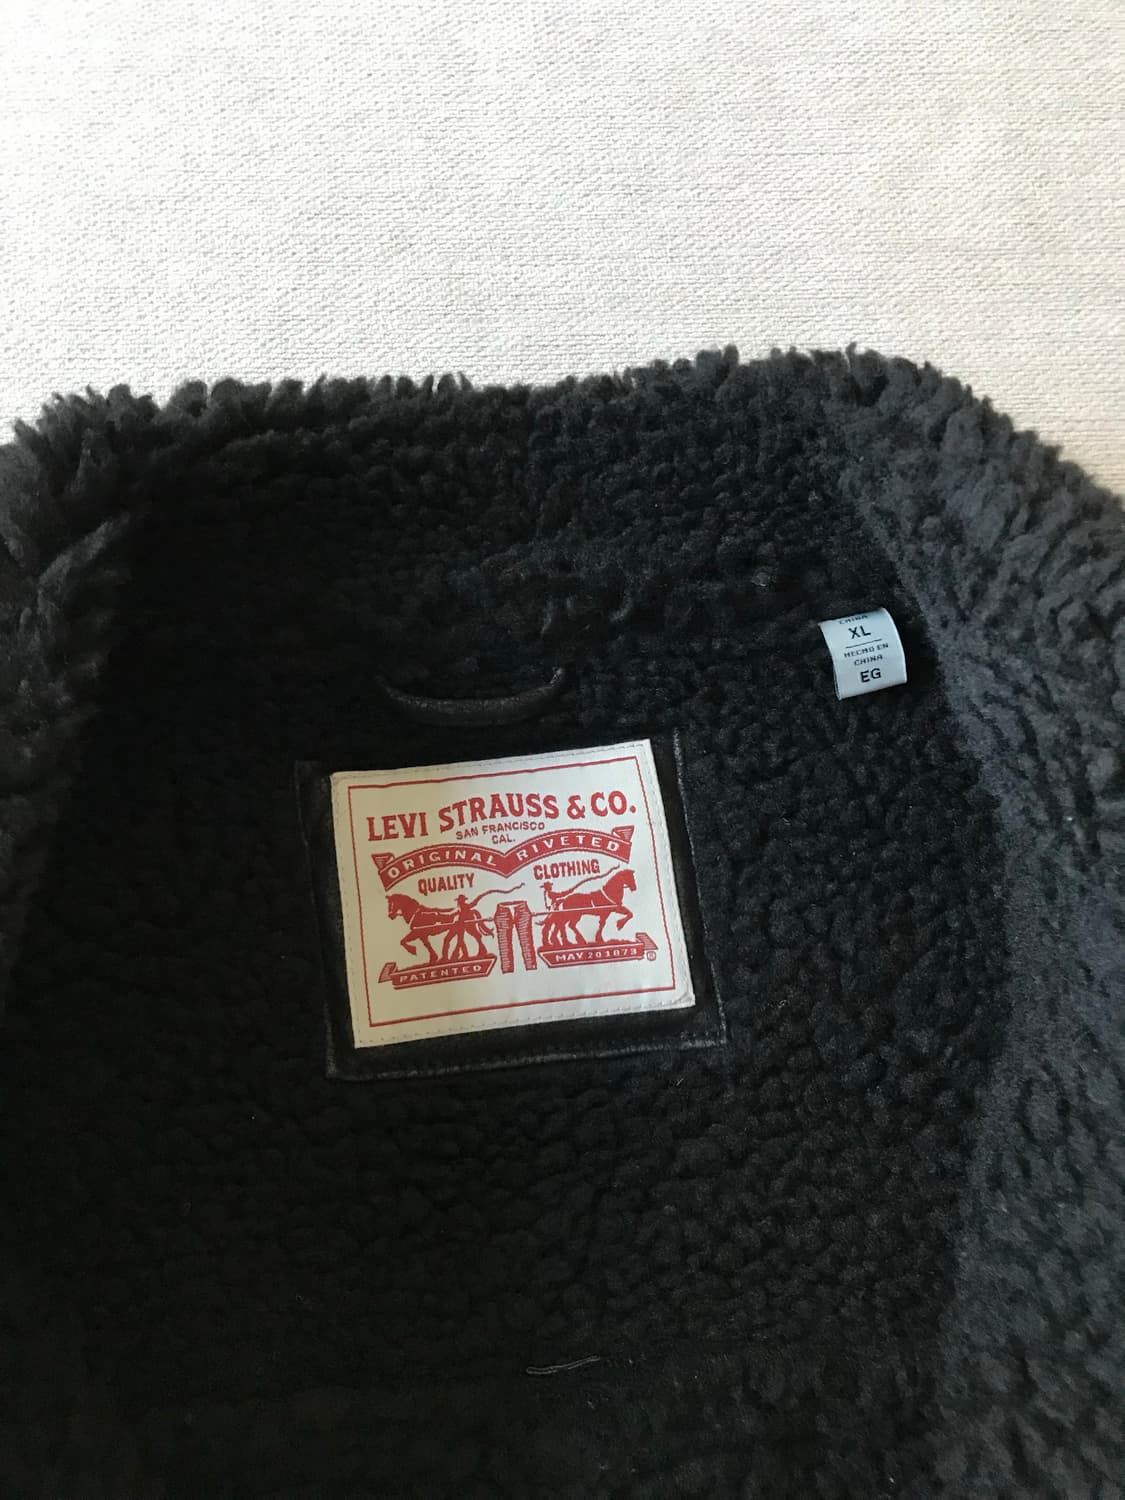 CHINA
XL
HECHO EN
CHINA
EG
LEVI STRAUSS & CO.
SAN FRANCISCO
CAL.
ORIGINAL RIVETED
QUALITY CLOTHING
PATENTED MAY 20 1873 ®